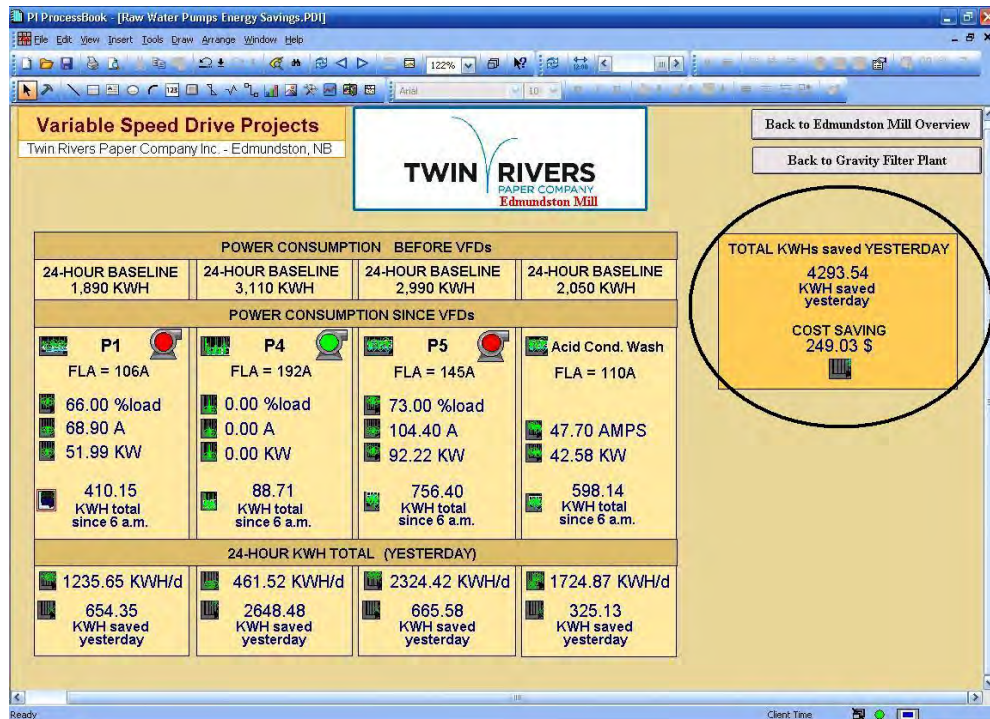 PI ProcessBook - [Raw Water Pumps Energy Savings.PDI]
File Edit View Insert Tools Draw Arrange Window Help
122%
Arial 10
Variable Speed Drive Projects
Twin Rivers Paper Company Inc. - Edmundston, NB
TWIN RIVERS
PAPER COMPANY
Edmundston Mill
Back to Edmundston Mill Overview
Back to Gravity Filter Plant
POWER CONSUMPTION BEFORE VFDs
24-HOUR BASELINE 24-HOUR BASELINE 24-HOUR BASELINE 24-HOUR BASELINE
1,890 KWH 3,110 KWH 2,990 KWH 2,050 KWH
POWER CONSUMPTION SINCE VFDs
P1 P4 P5 Acid Cond. Wash
FLA = 106A FLA = 192A FLA = 145A FLA = 110A
66.00 %load 0.00 %load 73.00 %load
68.90 A 0.00 A 104.40 A 47.70 AMPS
51.99 KW 0.00 KW 92.22 KW 42.58 KW
410.15 88.71 756.40 598.14
KWH total KWH total KWH total KWH total
since 6 a.m. since 6 a.m. since 6 a.m. since 6 a.m.
24-HOUR KWH TOTAL (YESTERDAY)
1235.65 KWH/d 461.52 KWH/d 2324.42 KWH/d 1724.87 KWH/d
654.35 2648.48 665.58 325.13
KWH saved KWH saved KWH saved KWH saved
yesterday yesterday yesterday yesterday
TOTAL KWHs saved YESTERDAY
4293.54
KWH saved
yesterday
COST SAVING
249.03 $
Ready Client Time